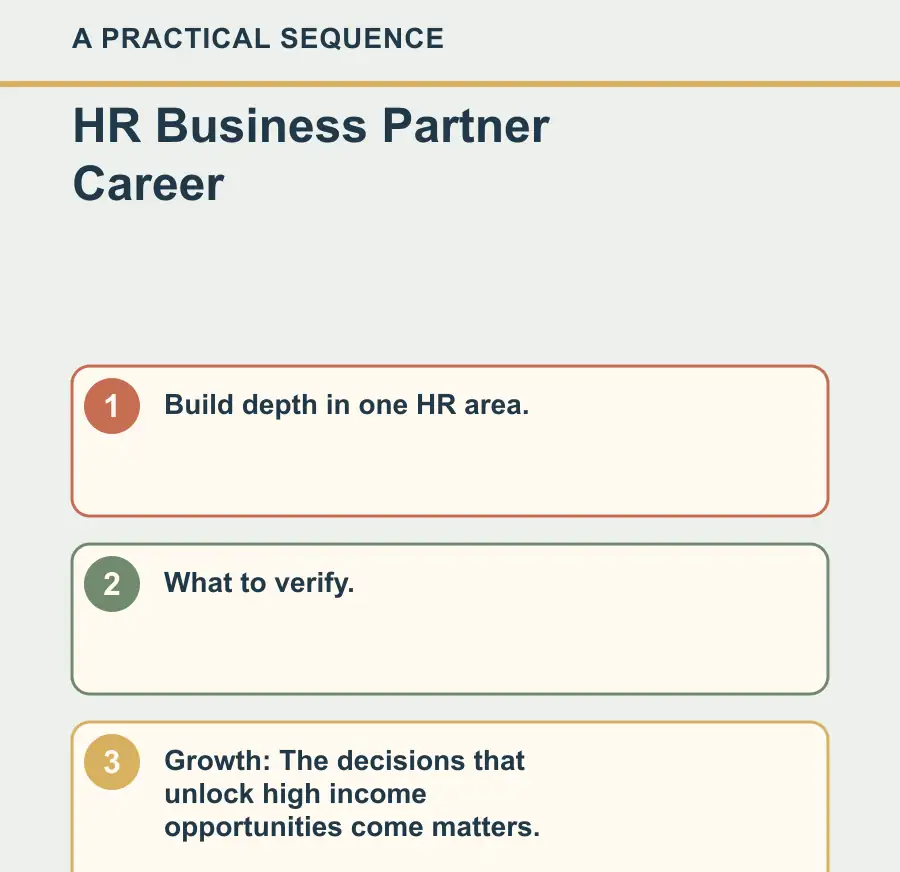 A PRACTICAL SEQUENCE
HR Business Partner
Career
1
Build depth in one HR area.
2
What to verify.
3
Growth: The decisions that
unlock high income
opportunities come matters.